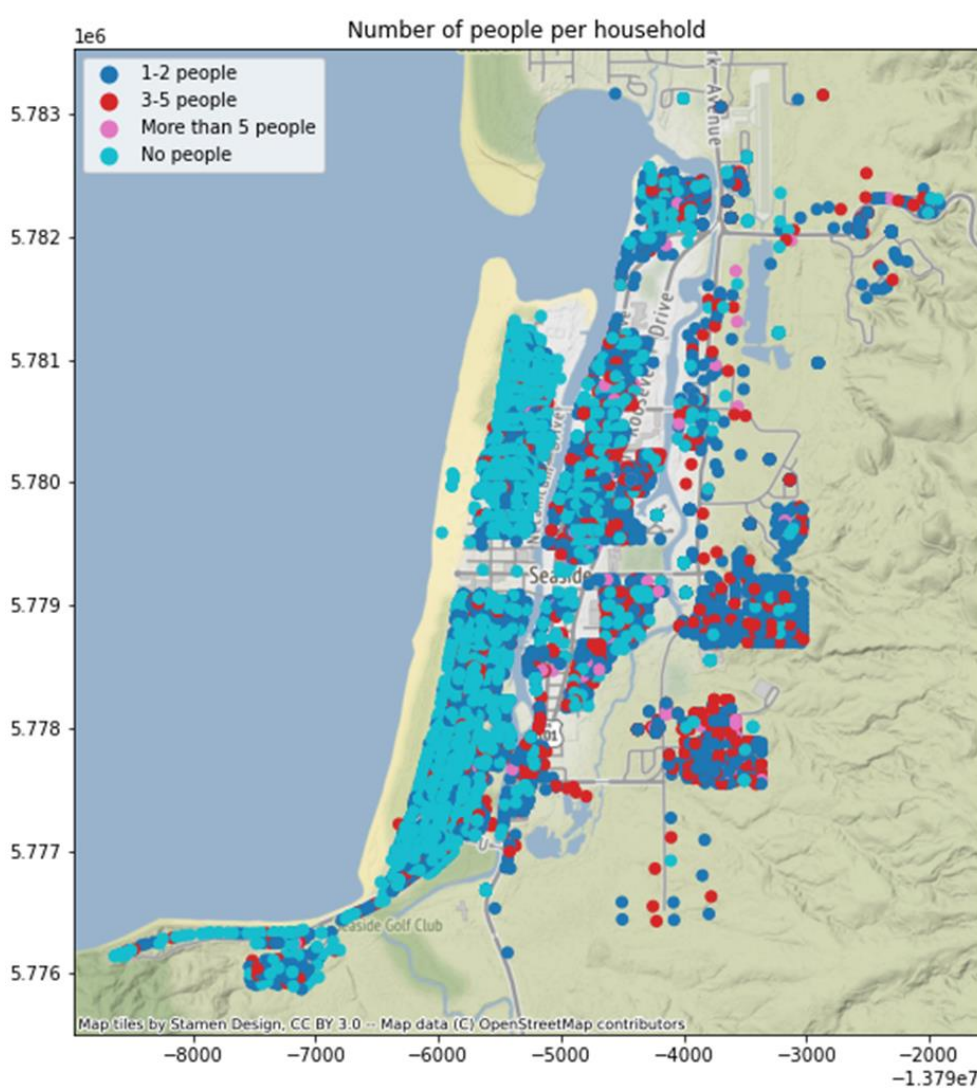 Number of people per household
1e6
1-2 people
3-5 people
More than 5 people
No people
5.783
5.782
5.781
5.780
5.779
5.778
5.777
5.776
rk Avenue
Roosevelt Drive
Seaside
101
Seaside Golf Club
Map tiles by Stamen Design, CC BY 3.0 -- Map data (C) OpenStreetMap contributors
−8000
−7000
−6000
−5000
−4000
−3000
−2000
−1.379e7